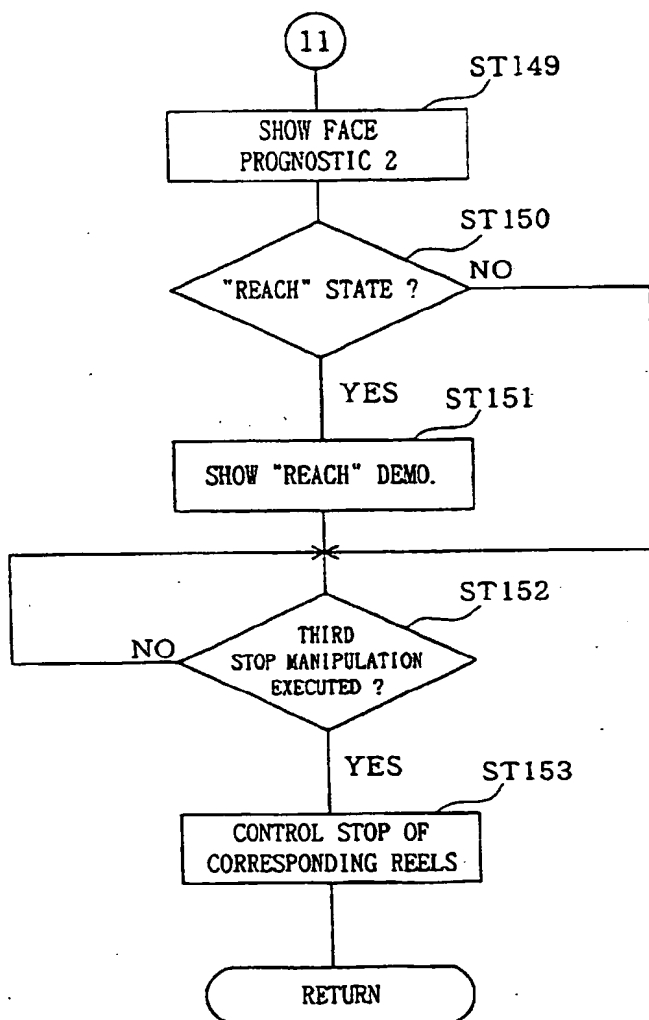 11
ST149
SHOW FACE
PROGNOSTIC 2
ST150
"REACH" STATE ?
NO
YES
ST151
SHOW "REACH" DEMO.
ST152
THIRD
STOP MANIPULATION
EXECUTED ?
NO
YES
ST153
CONTROL STOP OF
CORRESPONDING REELS
RETURN